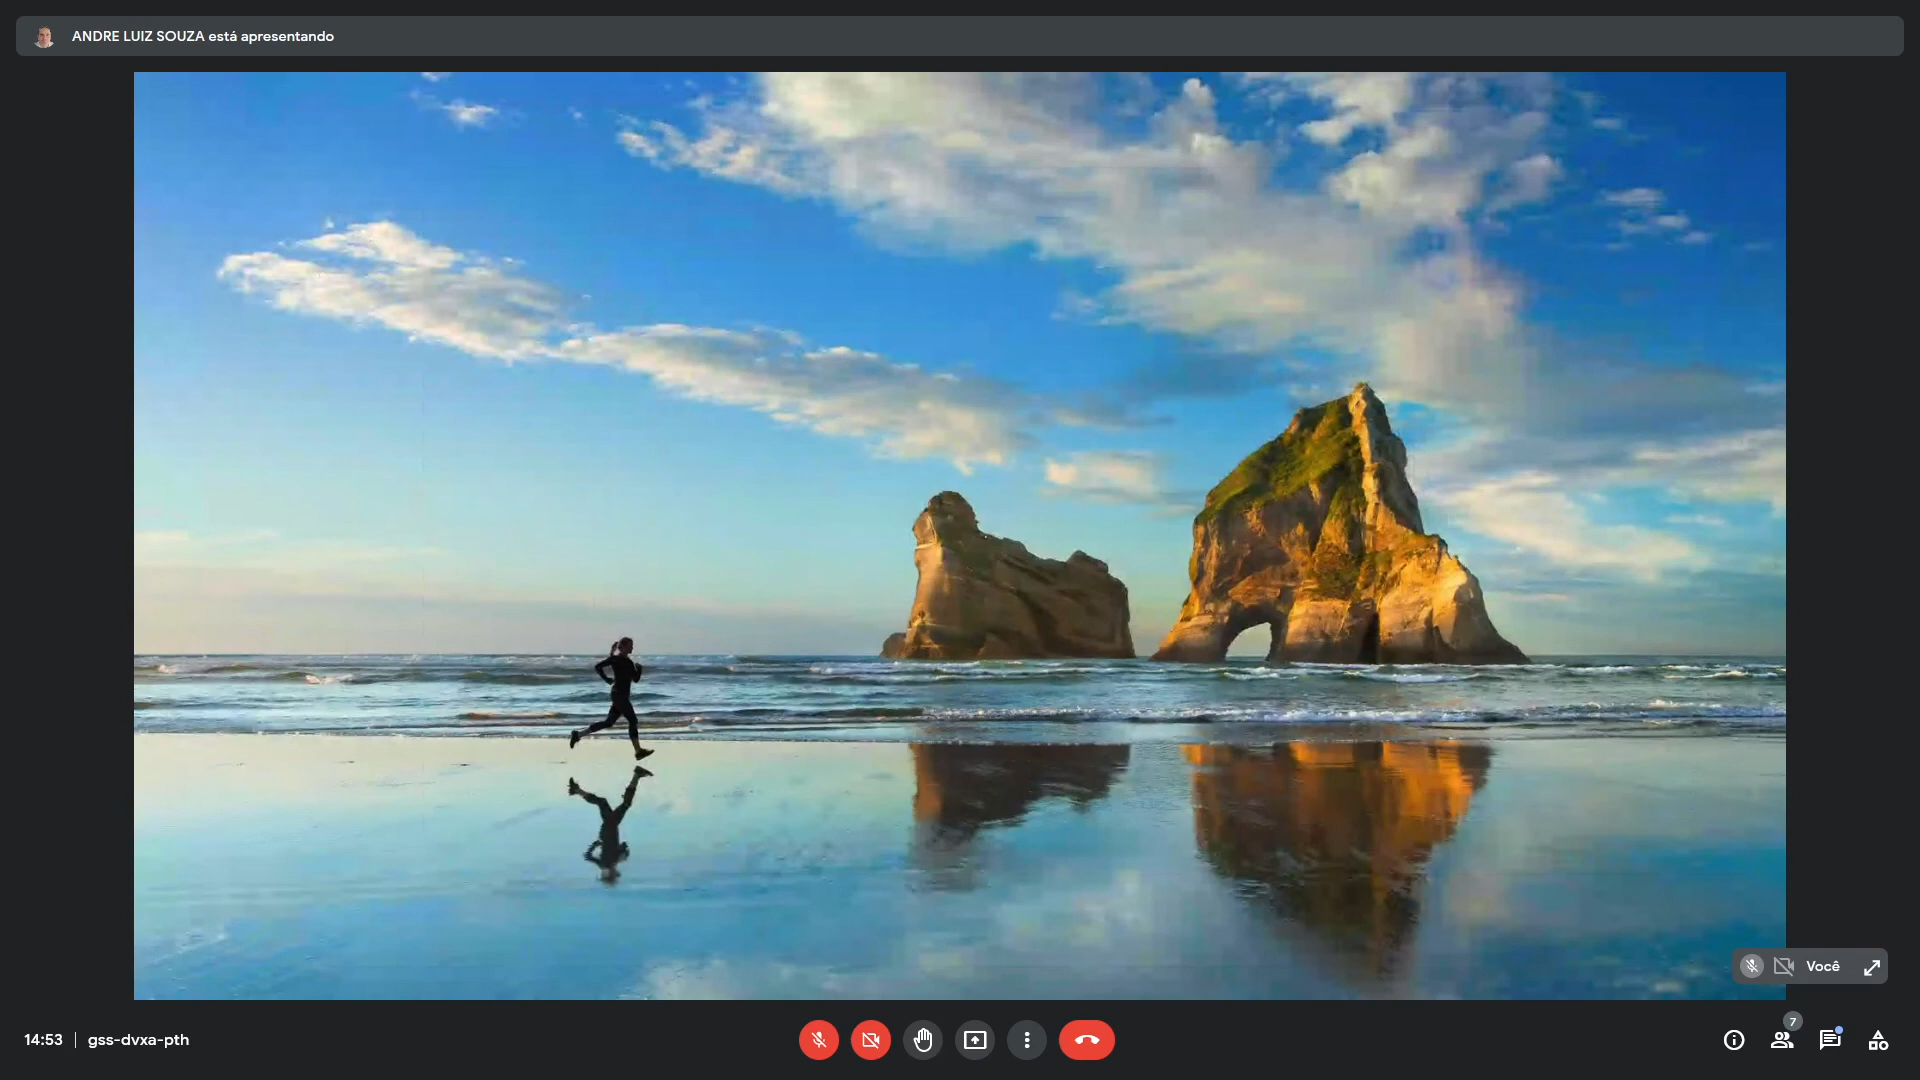 ANDRE LUIZ SOUZA está apresentando
Você
14:53 | gss-dvxa-pth
7